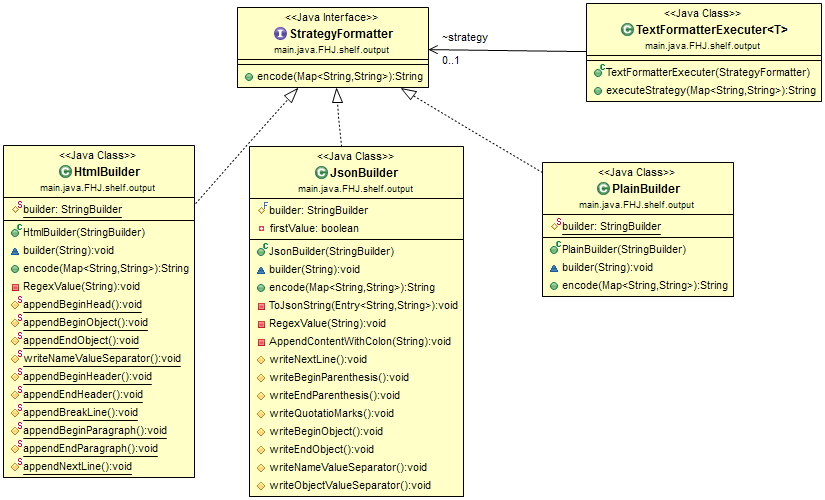 <<Java Interface>>
StrategyFormatter
main.java.FHJ.shelf.output
encode(Map<String,String>):String
~strategy
0..1
<<Java Class>>
TextFormatterExecuter<T>
main.java.FHJ.shelf.output
TextFormatterExecuter(StrategyFormatter)
executeStrategy(Map<String,String>):String
<<Java Class>>
HtmlBuilder
main.java.FHJ.shelf.output
builder: StringBuilder
HtmlBuilder(StringBuilder)
builder(String):void
encode(Map<String,String>):String
RegexValue(String):void
appendBeginHead():void
appendBeginObject():void
appendEndObject():void
writeNameValueSeparator():void
appendBeginHeader():void
appendEndHeader():void
appendBreakLine():void
appendBeginParagraph():void
appendEndParagraph():void
appendNextLine():void
<<Java Class>>
JsonBuilder
main.java.FHJ.shelf.output
builder: StringBuilder
firstValue: boolean
JsonBuilder(StringBuilder)
builder(String):void
encode(Map<String,String>):String
ToJsonString(Entry<String,String>):void
RegexValue(String):void
AppendContentWithColon(String):void
writeNextLine():void
writeBeginParenthesis():void
writeEndParenthesis():void
writeQuotatioMarks():void
writeBeginObject():void
writeEndObject():void
writeNameValueSeparator():void
writeObjectValueSeparator():void
<<Java Class>>
PlainBuilder
main.java.FHJ.shelf.output
builder: StringBuilder
PlainBuilder(StringBuilder)
builder(String):void
encode(Map<String,String>):String